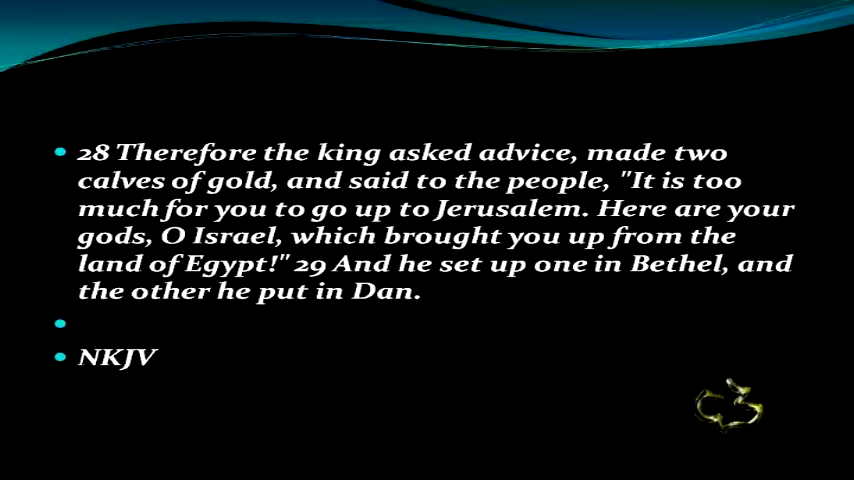 28 Therefore the king asked advice, made two
calves of gold, and said to the people, "It is too
much for you to go up to Jerusalem. Here are your
gods, O Israel, which brought you up from the
land of Egypt!" 29 And he set up one in Bethel, and
the other he put in Dan.
NKJV